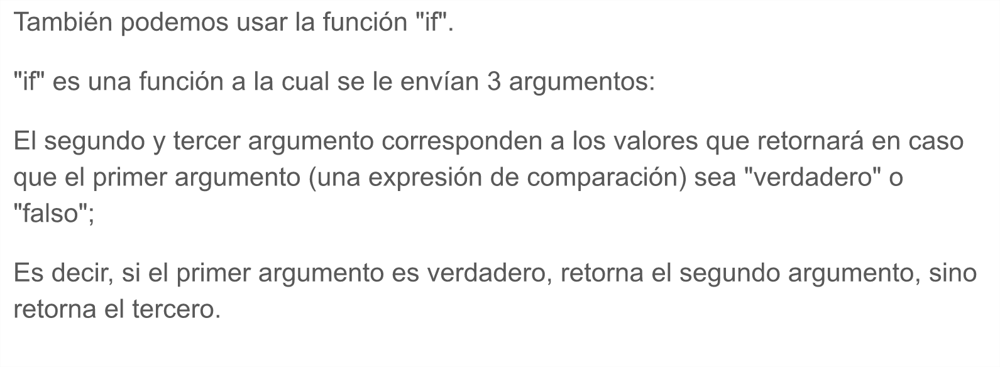 También podemos usar la función "if".
"if" es una función a la cual se le envían 3 argumentos:
El segundo y tercer argumento corresponden a los valores que retornará en caso
que el primer argumento (una expresión de comparación) sea "verdadero" o
"falso";
Es decir, si el primer argumento es verdadero, retorna el segundo argumento, sino
retorna el tercero.